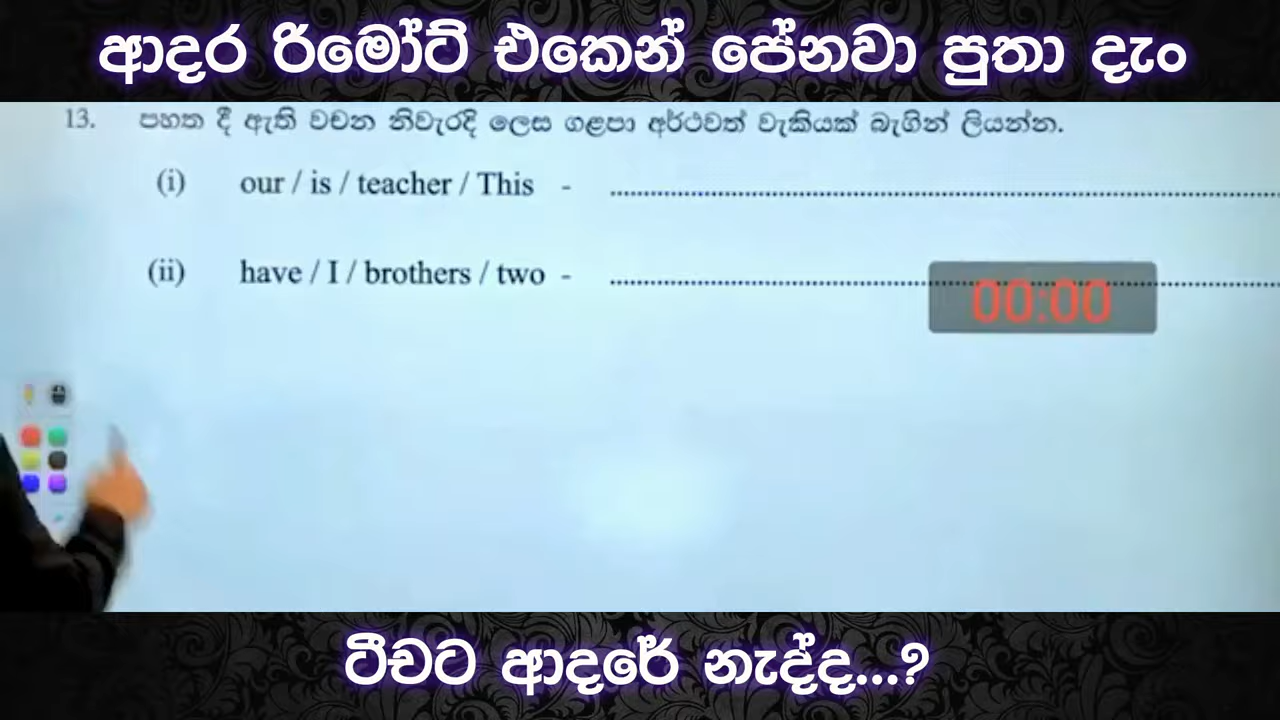 ආදර රිමෝට් එකෙන් පේනවා පුතා දැං
13. පහත දී ඇති වචන නිවැරදි ලෙස ගළපා අර්ථවත් වැකියක් බැගින් ලියන්න.
(i) our / is / teacher / This - ........................................................
(ii) have / I / brothers / two - ........................................................
00:00
ටීචට ආදරේ නැද්ද...?